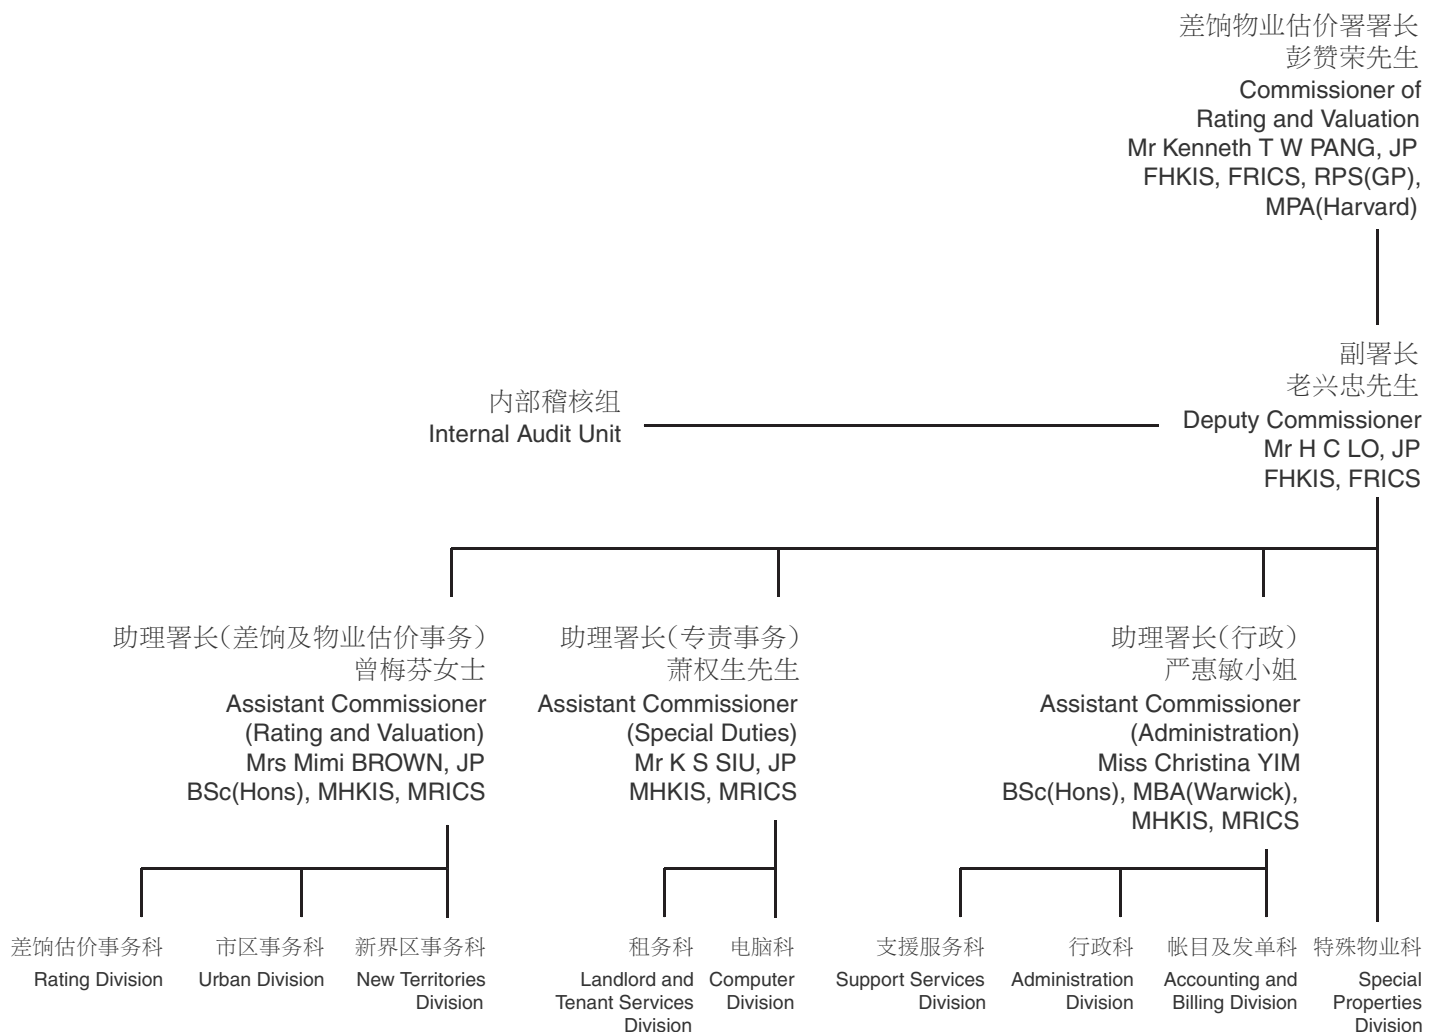 差饷物业估价署署长
彭赞荣先生
Commissioner of
Rating and Valuation
Mr Kenneth T W PANG, JP
FHKIS, FRICS, RPS(GP),
MPA(Harvard)
副署长
老兴忠先生
Deputy Commissioner
Mr H C LO, JP
FHKIS, FRICS
内部稽核组
Internal Audit Unit
助理署长(差饷及物业估价事务)
曾梅芬女士
Assistant Commissioner
(Rating and Valuation)
Mrs Mimi BROWN, JP
BSc(Hons), MHKIS, MRICS
助理署长(专责事务)
萧权生先生
Assistant Commissioner
(Special Duties)
Mr K S SIU, JP
MHKIS, MRICS
助理署长(行政)
严惠敏小姐
Assistant Commissioner
(Administration)
Miss Christina YIM
BSc(Hons), MBA(Warwick),
MHKIS, MRICS
差饷估价事务科
Rating Division
市区事务科
Urban Division
新界区事务科
New Territories
Division
租务科
Landlord and
Tenant Services
Division
电脑科
Computer
Division
支援服务科
Support Services
Division
行政科
Administration
Division
帐目及发单科
Accounting and
Billing Division
特殊物业科
Special
Properties
Division